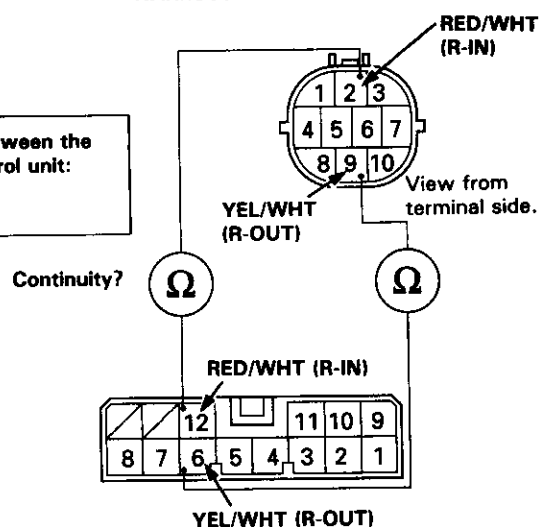 RED/WHT
(R-IN)
1 2 3
4 5 6 7
8 9 10
View from
terminal side.
YEL/WHT
(R-OUT)
ween the
rol unit:
Continuity?
Ω
Ω
RED/WHT (R-IN)
12 11 10 9
8 7 6 5 4 3 2 1
YEL/WHT (R-OUT)